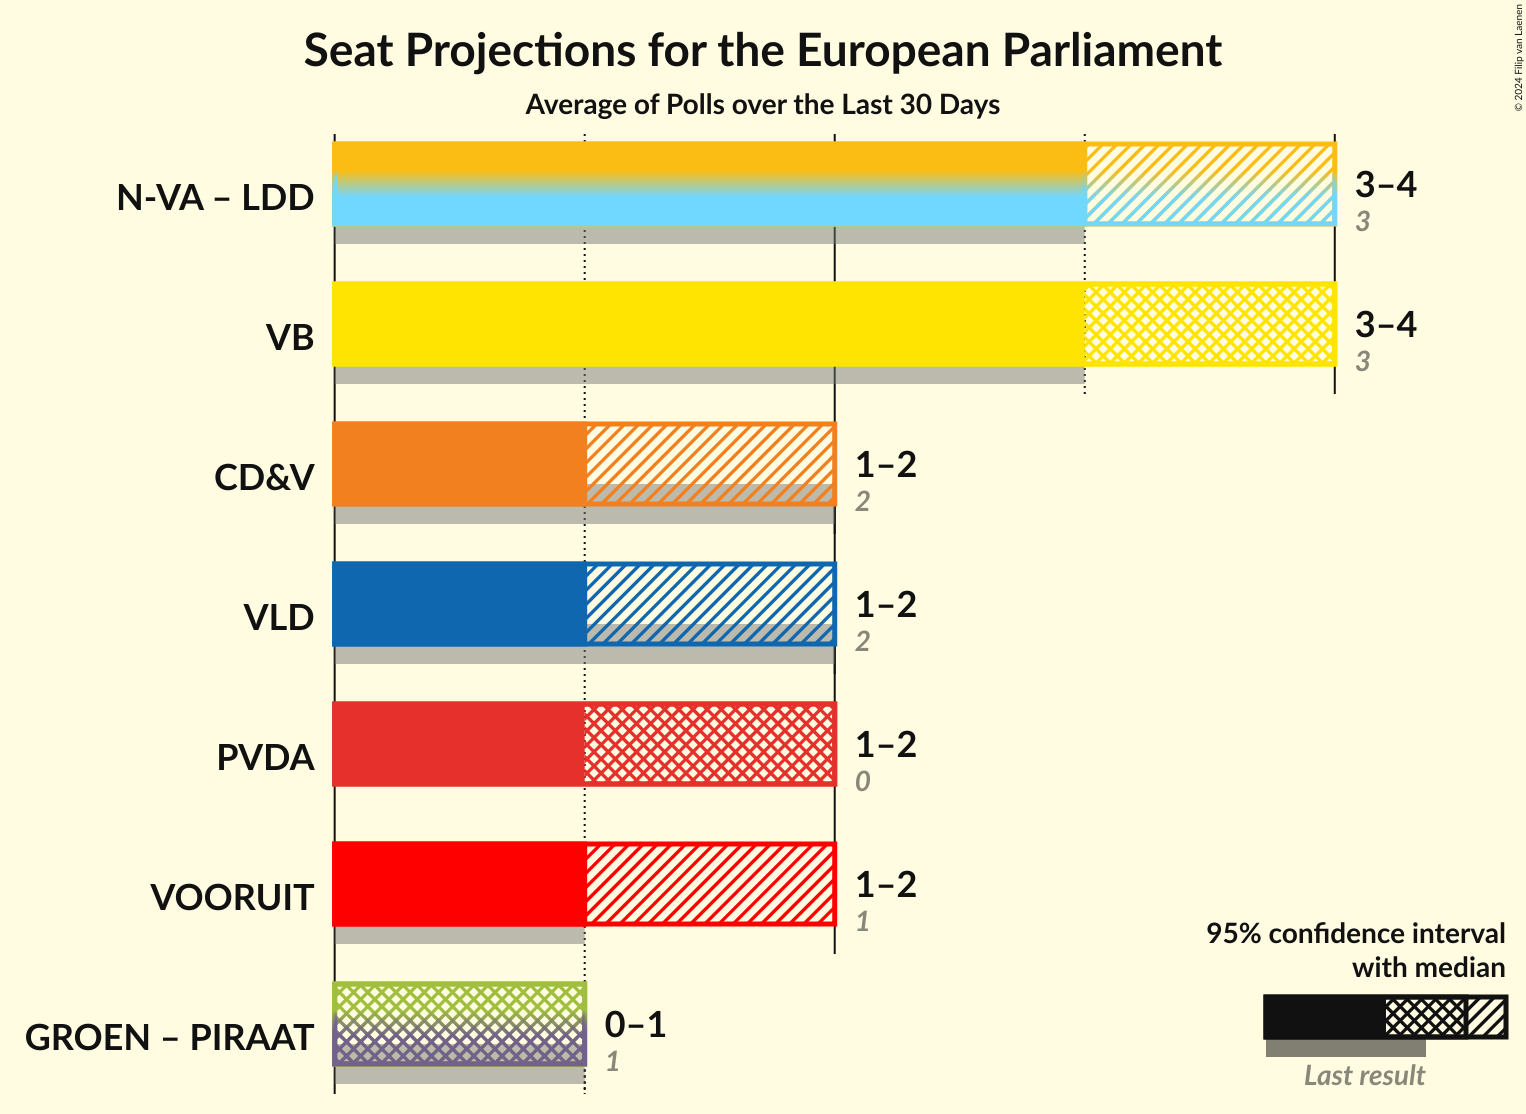 Seat Projections for the European Parliament
Average of Polls over the Last 30 Days
© 2024 Filip van Laenen
N-VA – LDD
3–4
3
VB
3–4
3
CD&V
1–2
2
VLD
1–2
2
PVDA
1–2
0
VOORUIT
1–2
1
GROEN – PIRAAT
0–1
1
95% confidence interval
with median
Last result